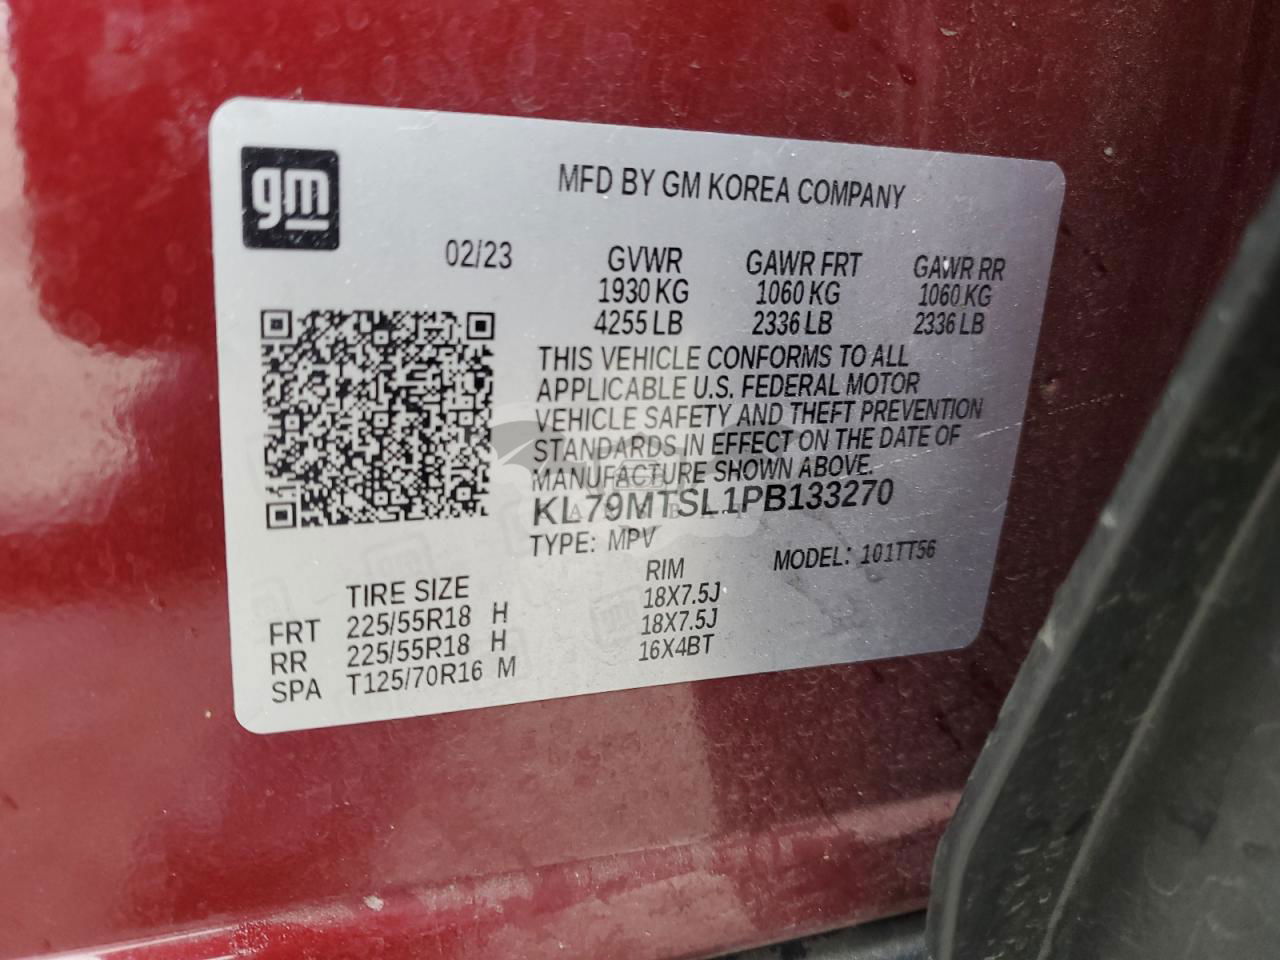 gm
MFD BY GM KOREA COMPANY
02/23 GVWR GAWR FRT GAWR RR
1930 KG 1060 KG 1060 KG
4255 LB 2336 LB 2336 LB
THIS VEHICLE CONFORMS TO ALL
APPLICABLE U.S. FEDERAL MOTOR
VEHICLE SAFETY AND THEFT PREVENTION
STANDARDS IN EFFECT ON THE DATE OF
MANUFACTURE SHOWN ABOVE.
KL79MTSL1PB133270
TYPE: MPV MODEL: 101TT56
TIRE SIZE RIM
FRT 225/55R18 H 18X7.5J
RR 225/55R18 H 18X7.5J
SPA T125/70R16 M 16X4BT